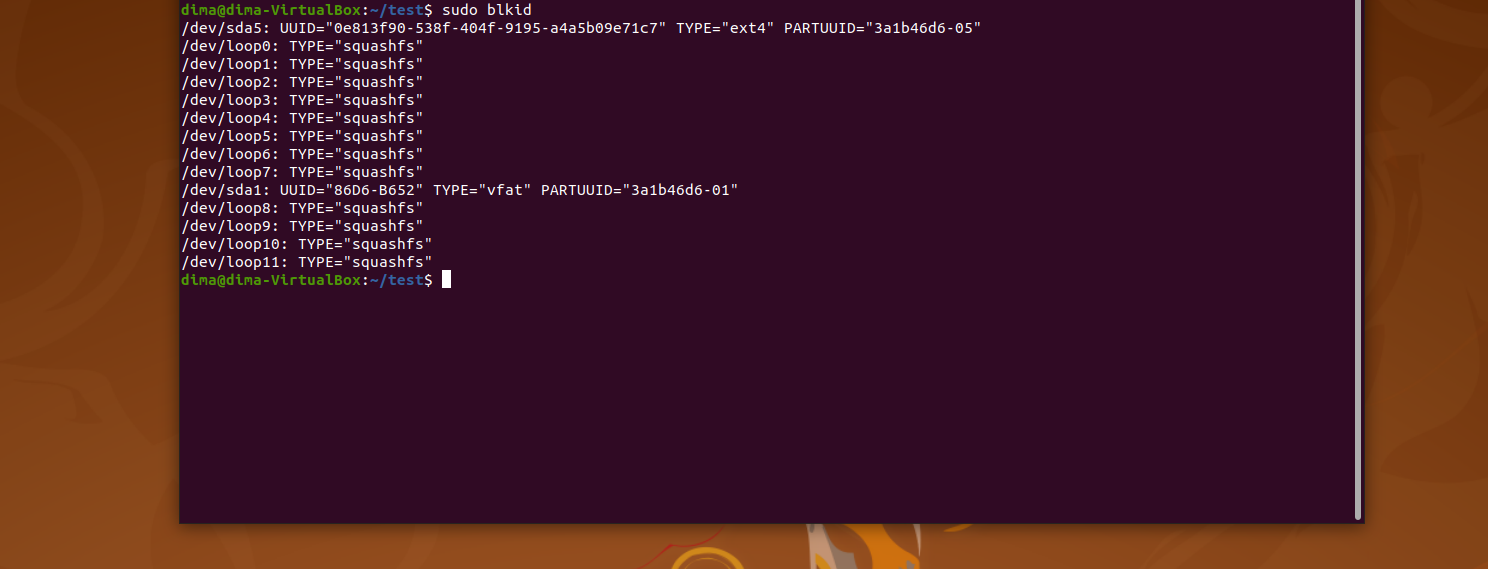 dima@dima-VirtualBox:~/test$ sudo blkid
/dev/sda5: UUID="0e813f90-538f-404f-9195-a4a5b09e71c7" TYPE="ext4" PARTUUID="3a1b46d6-05"
/dev/loop0: TYPE="squashfs"
/dev/loop1: TYPE="squashfs"
/dev/loop2: TYPE="squashfs"
/dev/loop3: TYPE="squashfs"
/dev/loop4: TYPE="squashfs"
/dev/loop5: TYPE="squashfs"
/dev/loop6: TYPE="squashfs"
/dev/loop7: TYPE="squashfs"
/dev/sda1: UUID="86D6-B652" TYPE="vfat" PARTUUID="3a1b46d6-01"
/dev/loop8: TYPE="squashfs"
/dev/loop9: TYPE="squashfs"
/dev/loop10: TYPE="squashfs"
/dev/loop11: TYPE="squashfs"
dima@dima-VirtualBox:~/test$